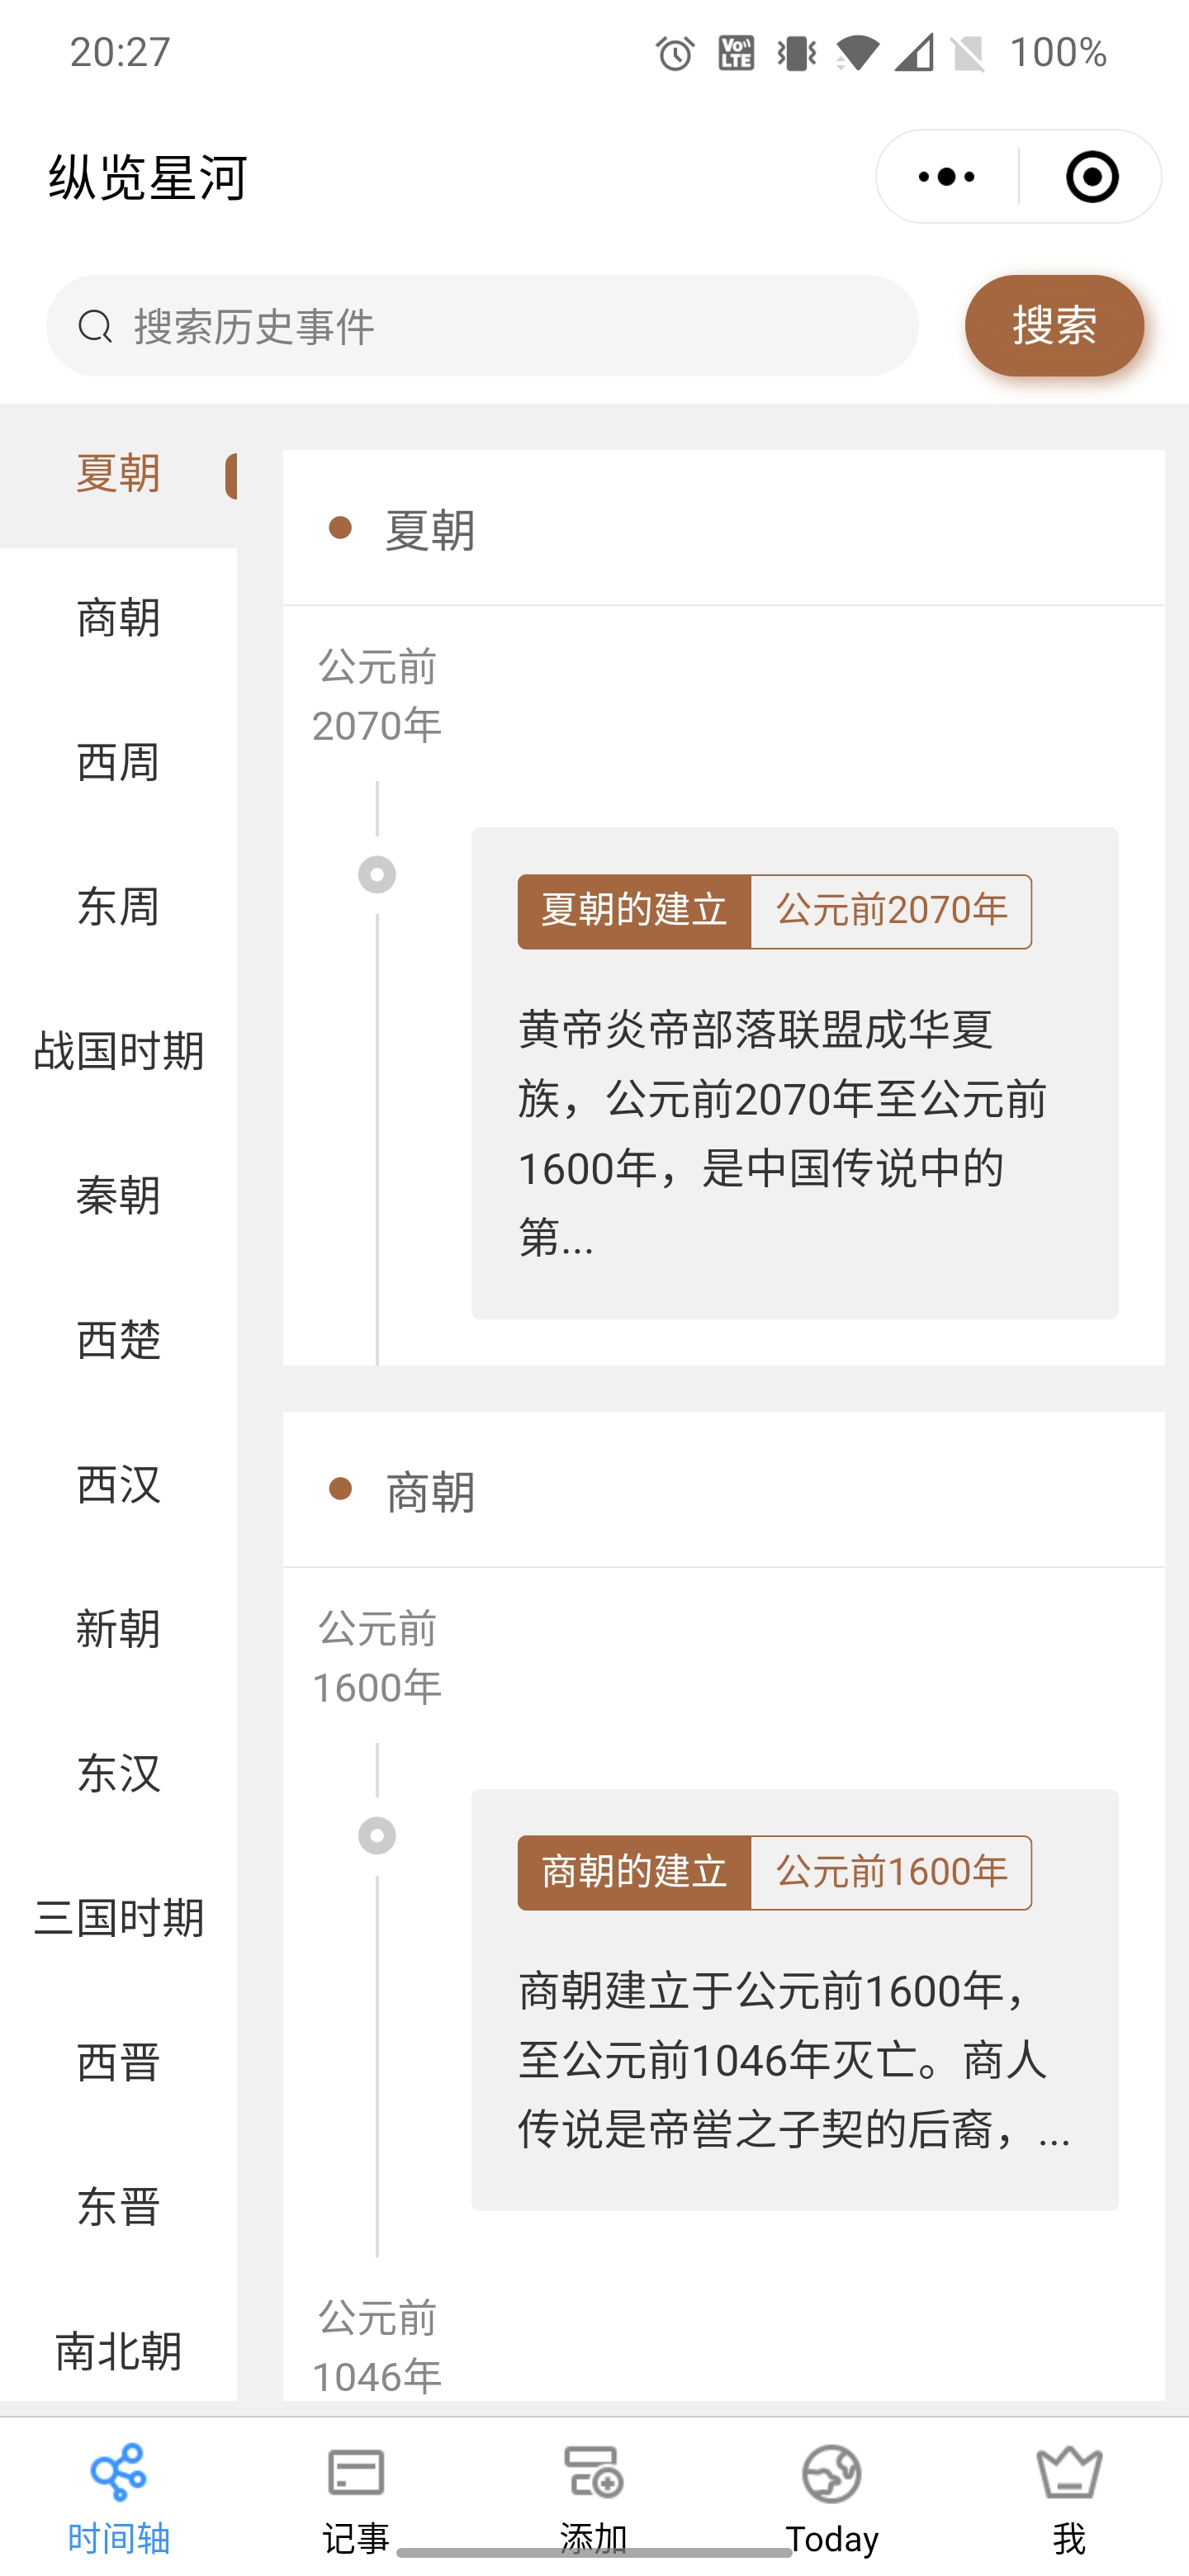 20:27
Vo LTE
100%
纵览星河
搜索历史事件
搜索
夏朝
商朝
西周
东周
战国时期
秦朝
西楚
西汉
新朝
东汉
三国时期
西晋
东晋
南北朝
夏朝
公元前
2070年
夏朝的建立
公元前2070年
黄帝炎帝部落联盟成华夏
族，公元前2070年至公元前
1600年，是中国传说中的
第...
商朝
公元前
1600年
商朝的建立
公元前1600年
商朝建立于公元前1600年，
至公元前1046年灭亡。商人
传说是帝喾之子契的后裔，...
公元前
1046年
时间轴
记事
添加
Today
我